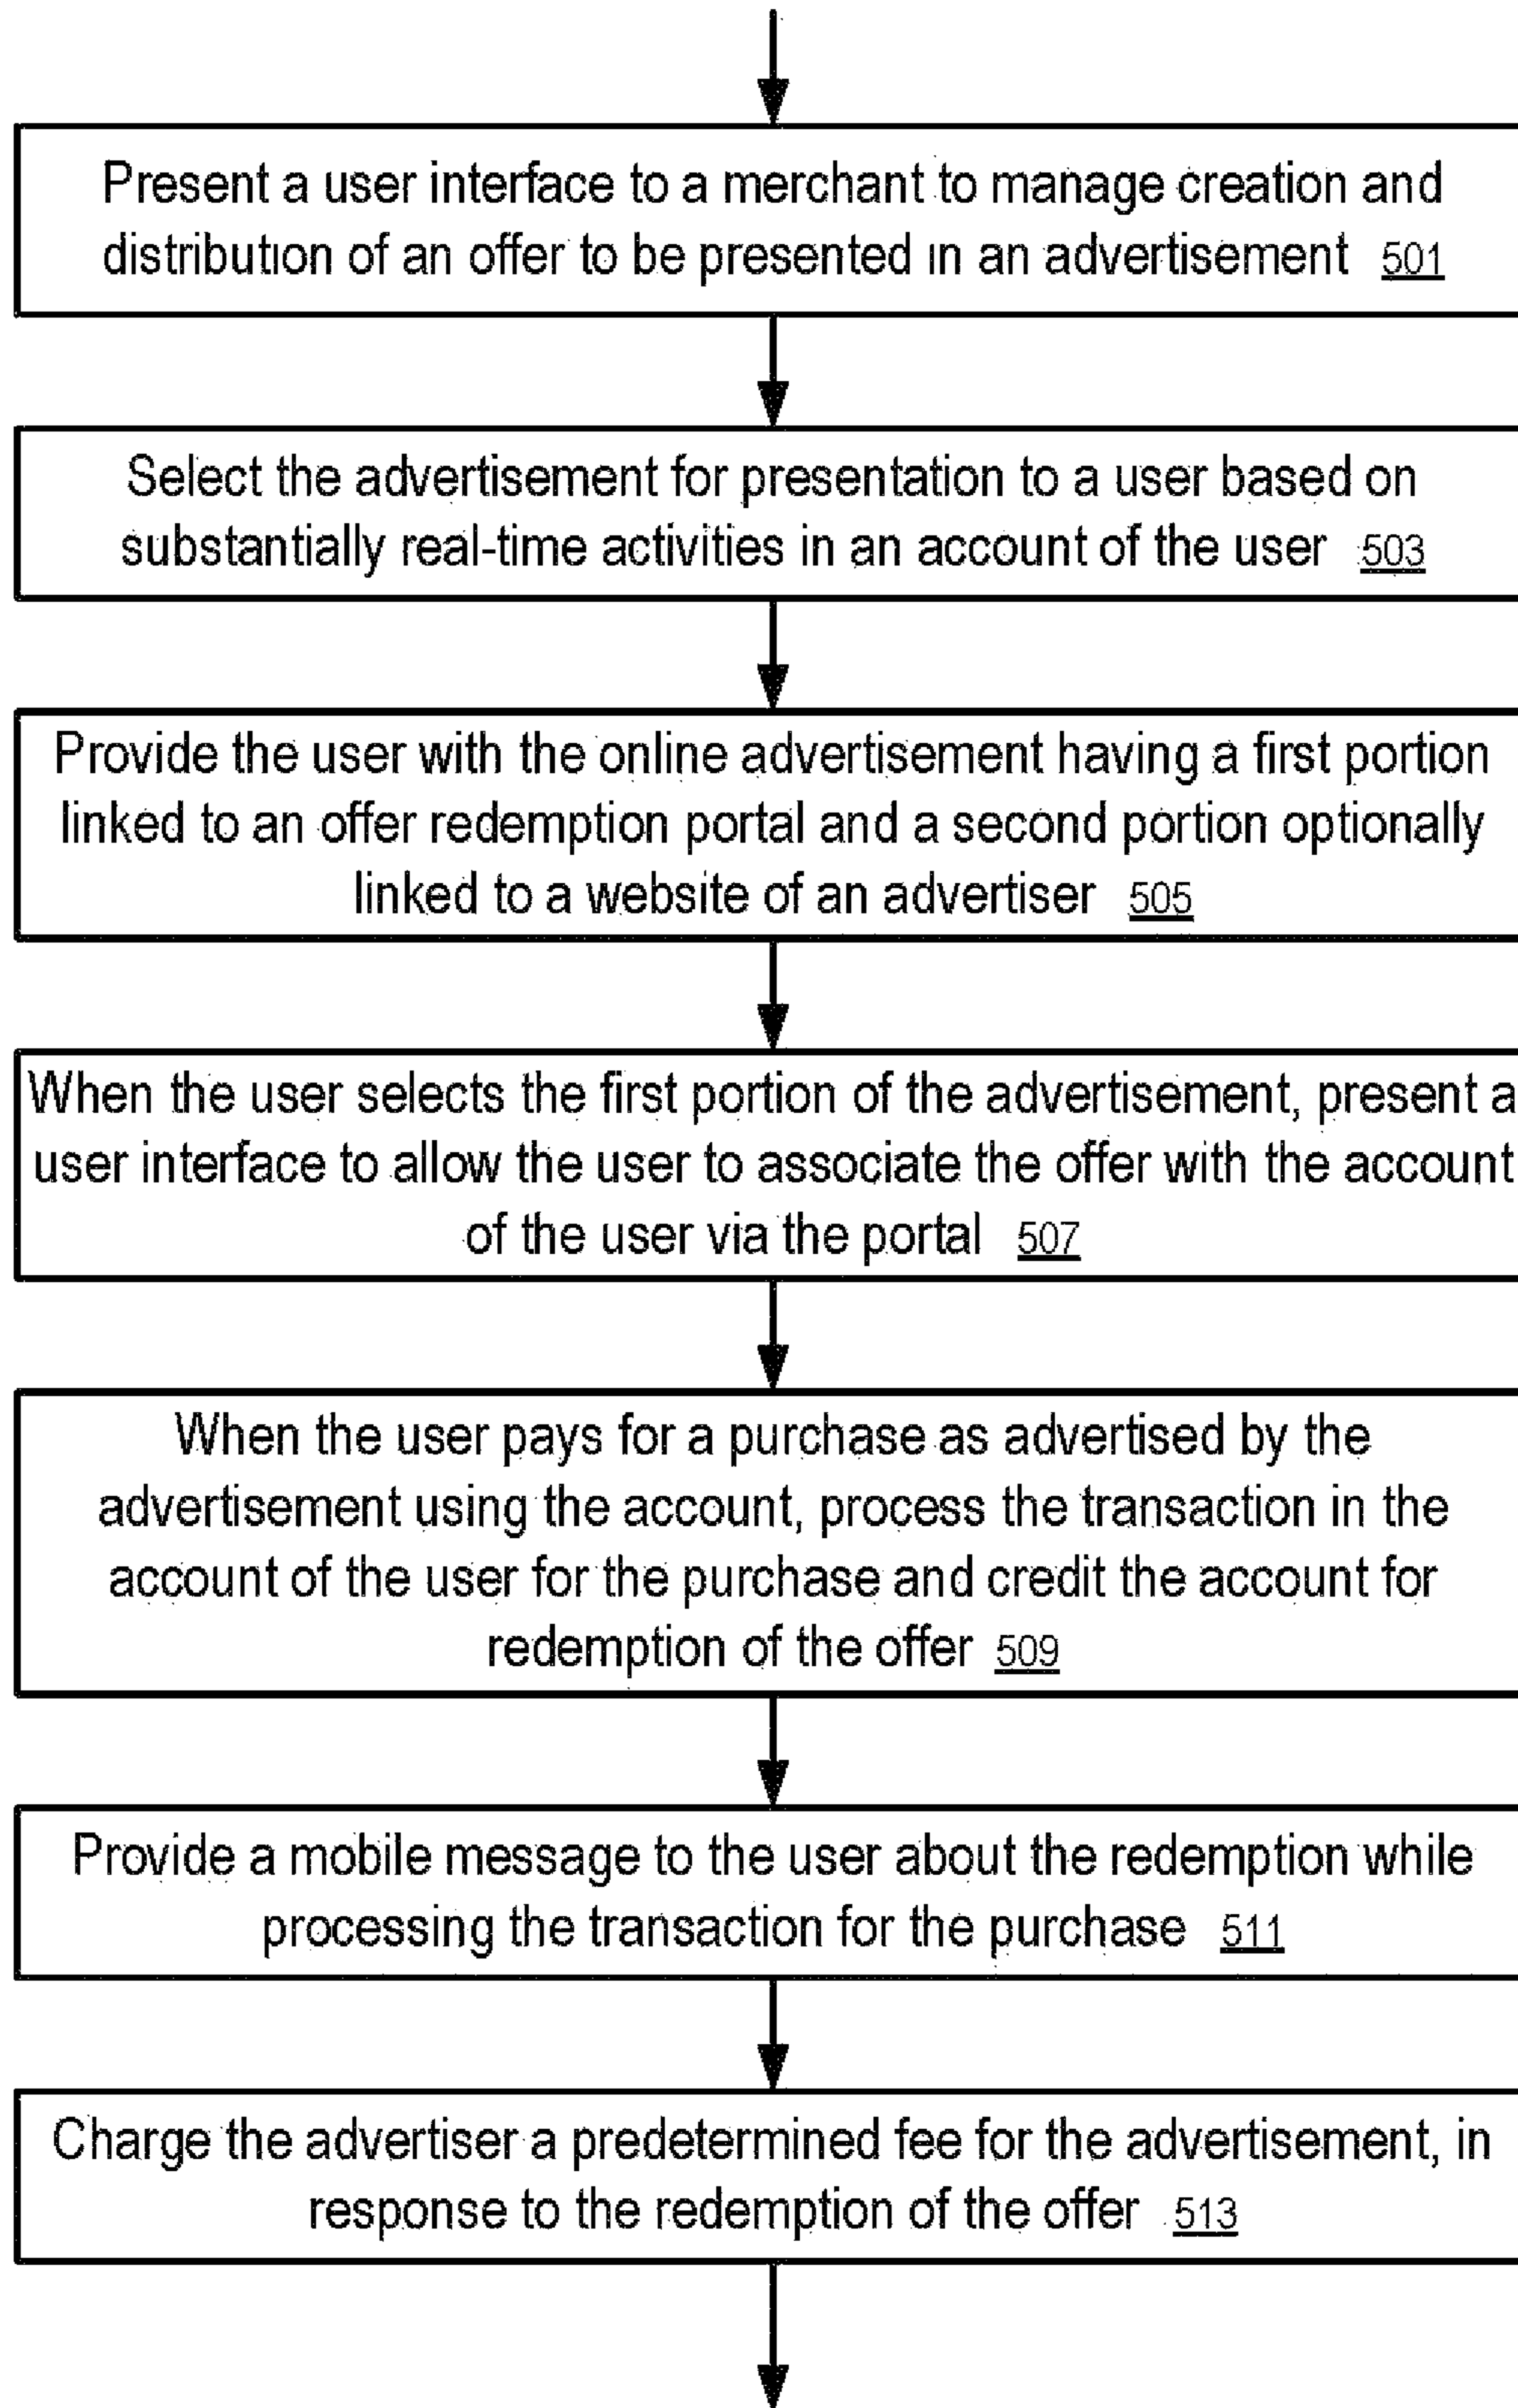 Present a user interface to a merchant to manage creation and
distribution of an offer to be presented in an advertisement 501
Select the advertisement for presentation to a user based on
substantially real-time activities in an account of the user 503
Provide the user with the online advertisement having a first portion
linked to an offer redemption portal and a second portion optionally
linked to a website of an advertiser 505
When the user selects the first portion of the advertisement, present a
user interface to allow the user to associate the offer with the account
of the user via the portal 507
When the user pays for a purchase as advertised by the
advertisement using the account, process the transaction in the
account of the user for the purchase and credit the account for
redemption of the offer 509
Provide a mobile message to the user about the redemption while
processing the transaction for the purchase 511
Charge the advertiser a predetermined fee for the advertisement, in
response to the redemption of the offer 513